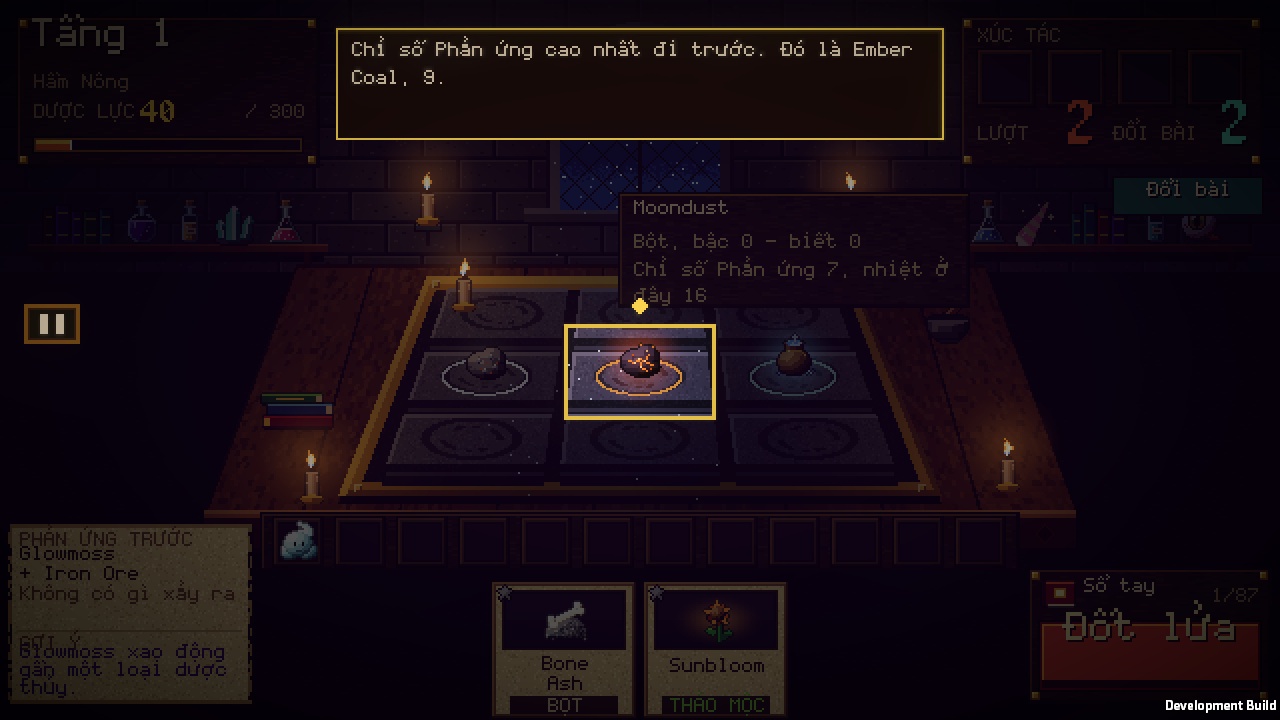 Tầng 1
Hầm Nông
DƯỢC LỰC 40 / 300
Chỉ số Phản ứng cao nhất đi trước. Đó là Ember
Coal, 9.
XÚC TÁC
LƯỢT 2 ĐỔI BÀI 2
Đổi bài
Moondust
Bột, bậc 0 - biết 0
Chỉ số Phản ứng 7, nhiệt ở
đây 16
PHẢN ỨNG TRƯỚC
Glowmoss
+ Iron Ore
Không có gì xảy ra
GỢI Ý
Glowmoss xao động
gần một loại dược
thủy.
Bone
Ash
BỘT
Sunbloom
THẢO MỘC
Sổ tay
1/87
Đốt lửa
Development Build